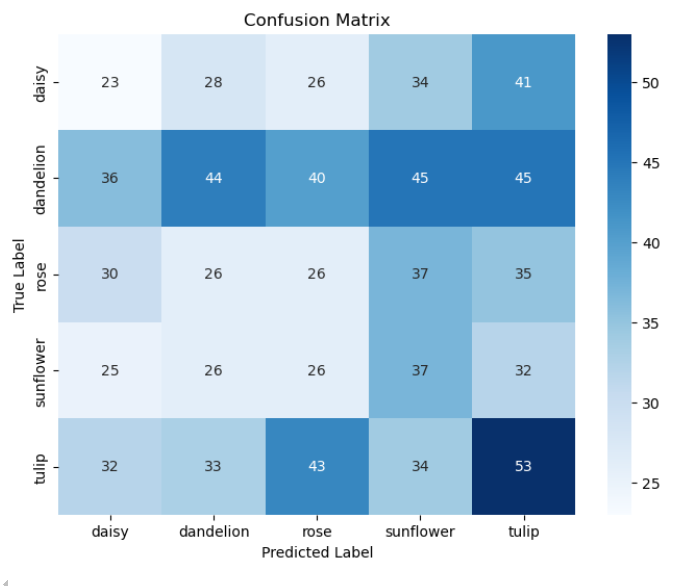 Confusion Matrix
daisy 23 28 26 34 41
dandelion 36 44 40 45 45
rose 30 26 26 37 35
sunflower 25 26 26 37 32
tulip 32 33 43 34 53
daisy dandelion rose sunflower tulip
Predicted Label
True Label
50
45
40
35
30
25